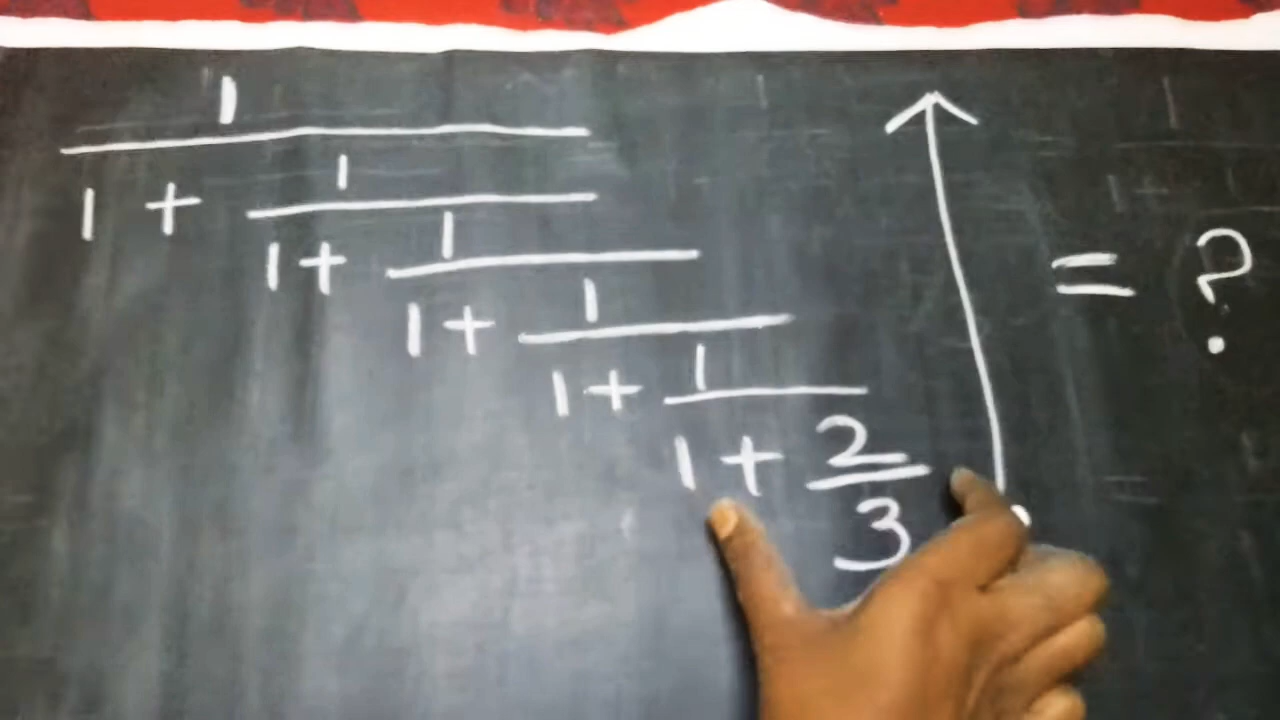 1
1 + 1
1 + 1
1 + 1
1 + 1
1 + 2
3
= ?